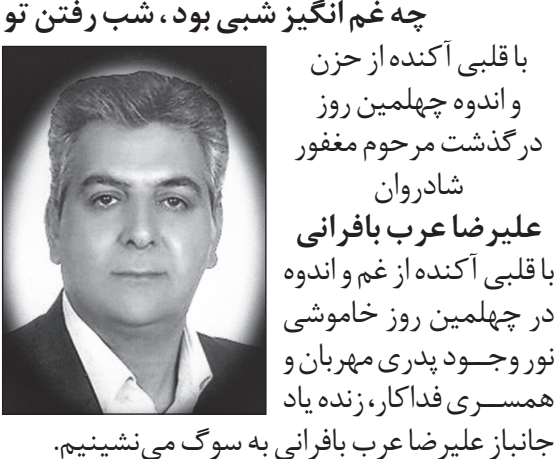 چه غم انگیز شبی بود ، شب رفتن تو
با قلبی آکنده از حزن
و اندوه چهلمین روز
درگذشت مرحوم مغفور
شادروان
علیرضا عرب بافرانی
با قلبی آکنده از غم و اندوه
در چهلمین روز خاموشی
نور وجــود پدری مهربان و
همســری فداکار، زنده یاد
جانباز علیرضا عرب بافرانی به سوگ می‌نشینیم.